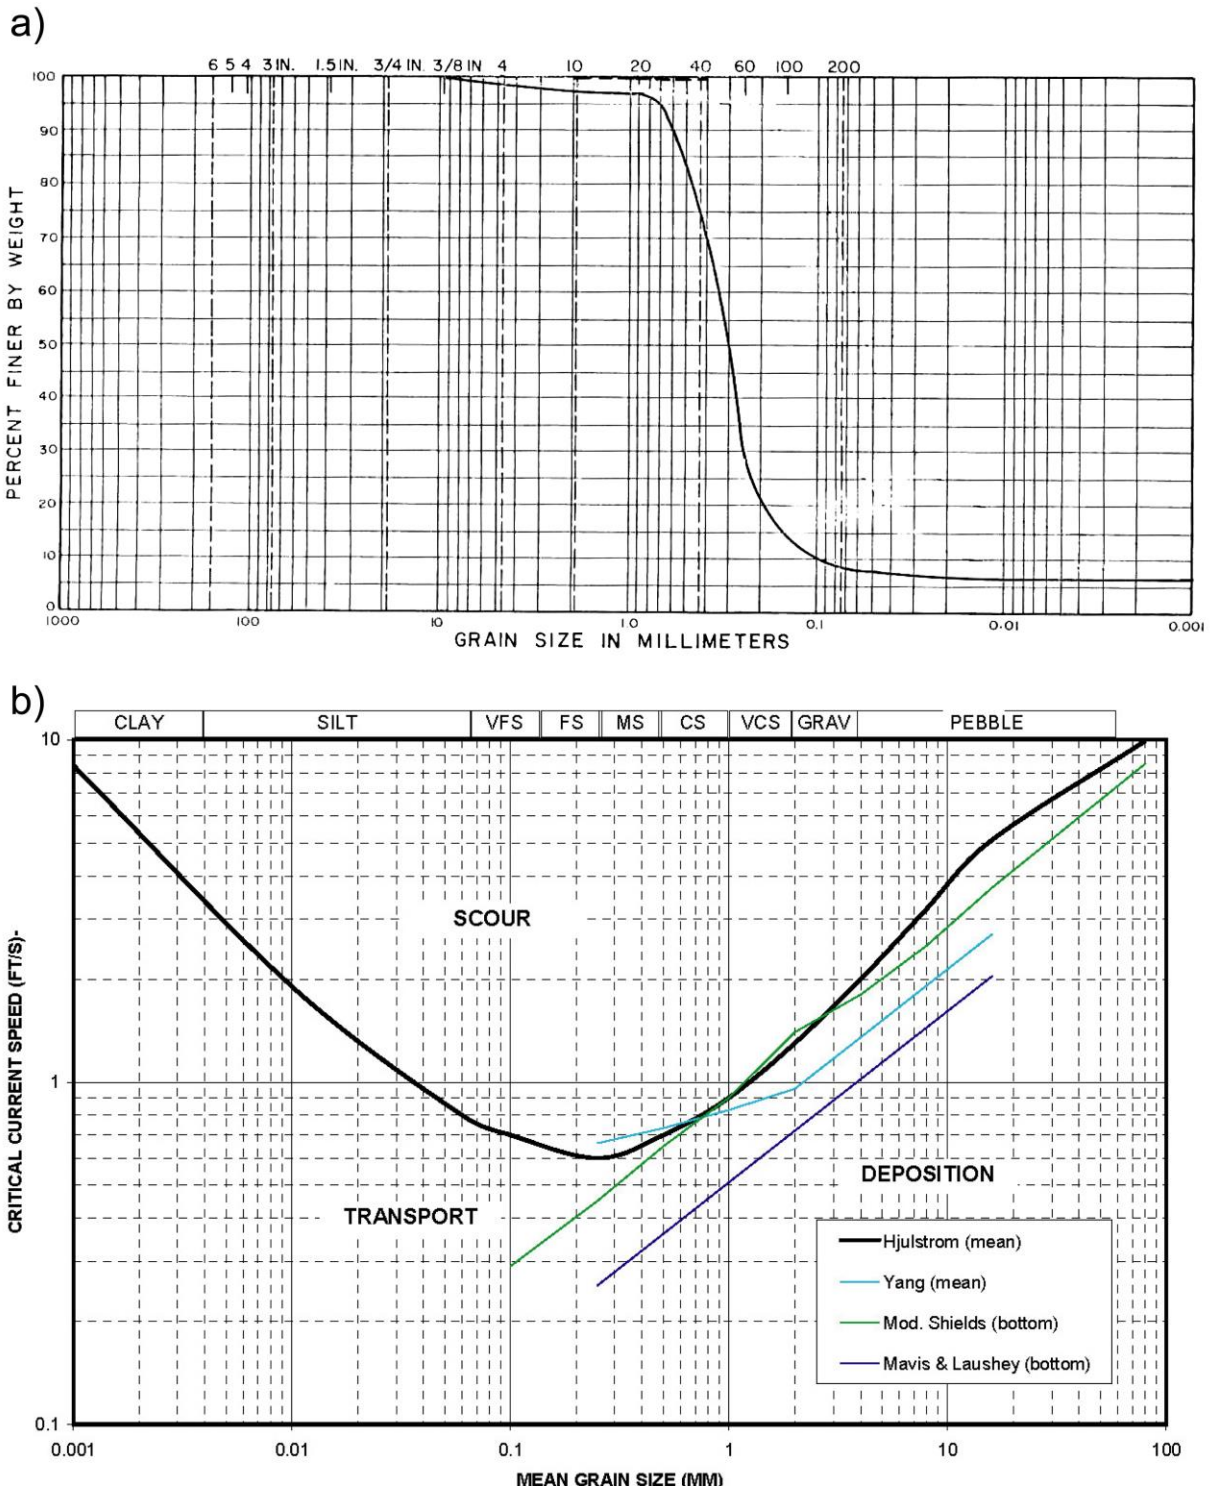 a)
6 5 4 3 IN. 1.5 IN. 3/4 IN. 3/8 IN 4 10 20 40 60 100 200
100
90
80
70
60
50
40
30
20
10
0
PERCENT FINER BY WEIGHT
1000 100 10 1.0 0.1 0.01 0.001
GRAIN SIZE IN MILLIMETERS
b)
CLAY SILT VFS FS MS CS VCS GRAV PEBBLE
10
1
0.1
CRITICAL CURRENT SPEED (FT/S)-
SCOUR
TRANSPORT
DEPOSITION
Hjulstrom (mean)
Yang (mean)
Mod. Shields (bottom)
Mavis & Laushey (bottom)
0.001 0.01 0.1 1 10 100
MEAN GRAIN SIZE (MM)